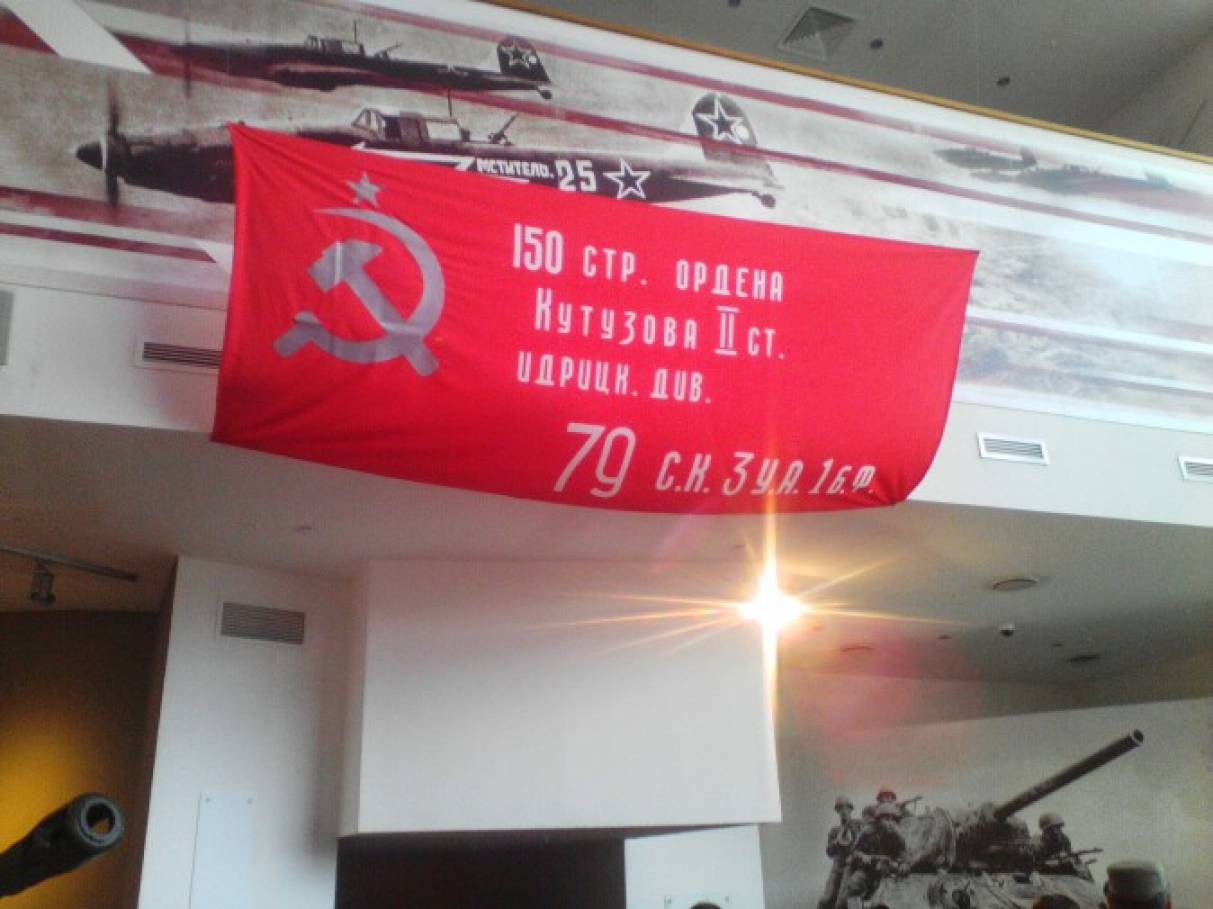 МСТИТЕЛЬ. 25
150 СТР. ОРДЕНА
КУТУЗОВА II СТ.
ИДРИЦК. ДИВ.
79 С.К. 3 У.А. 1 Б.Ф.